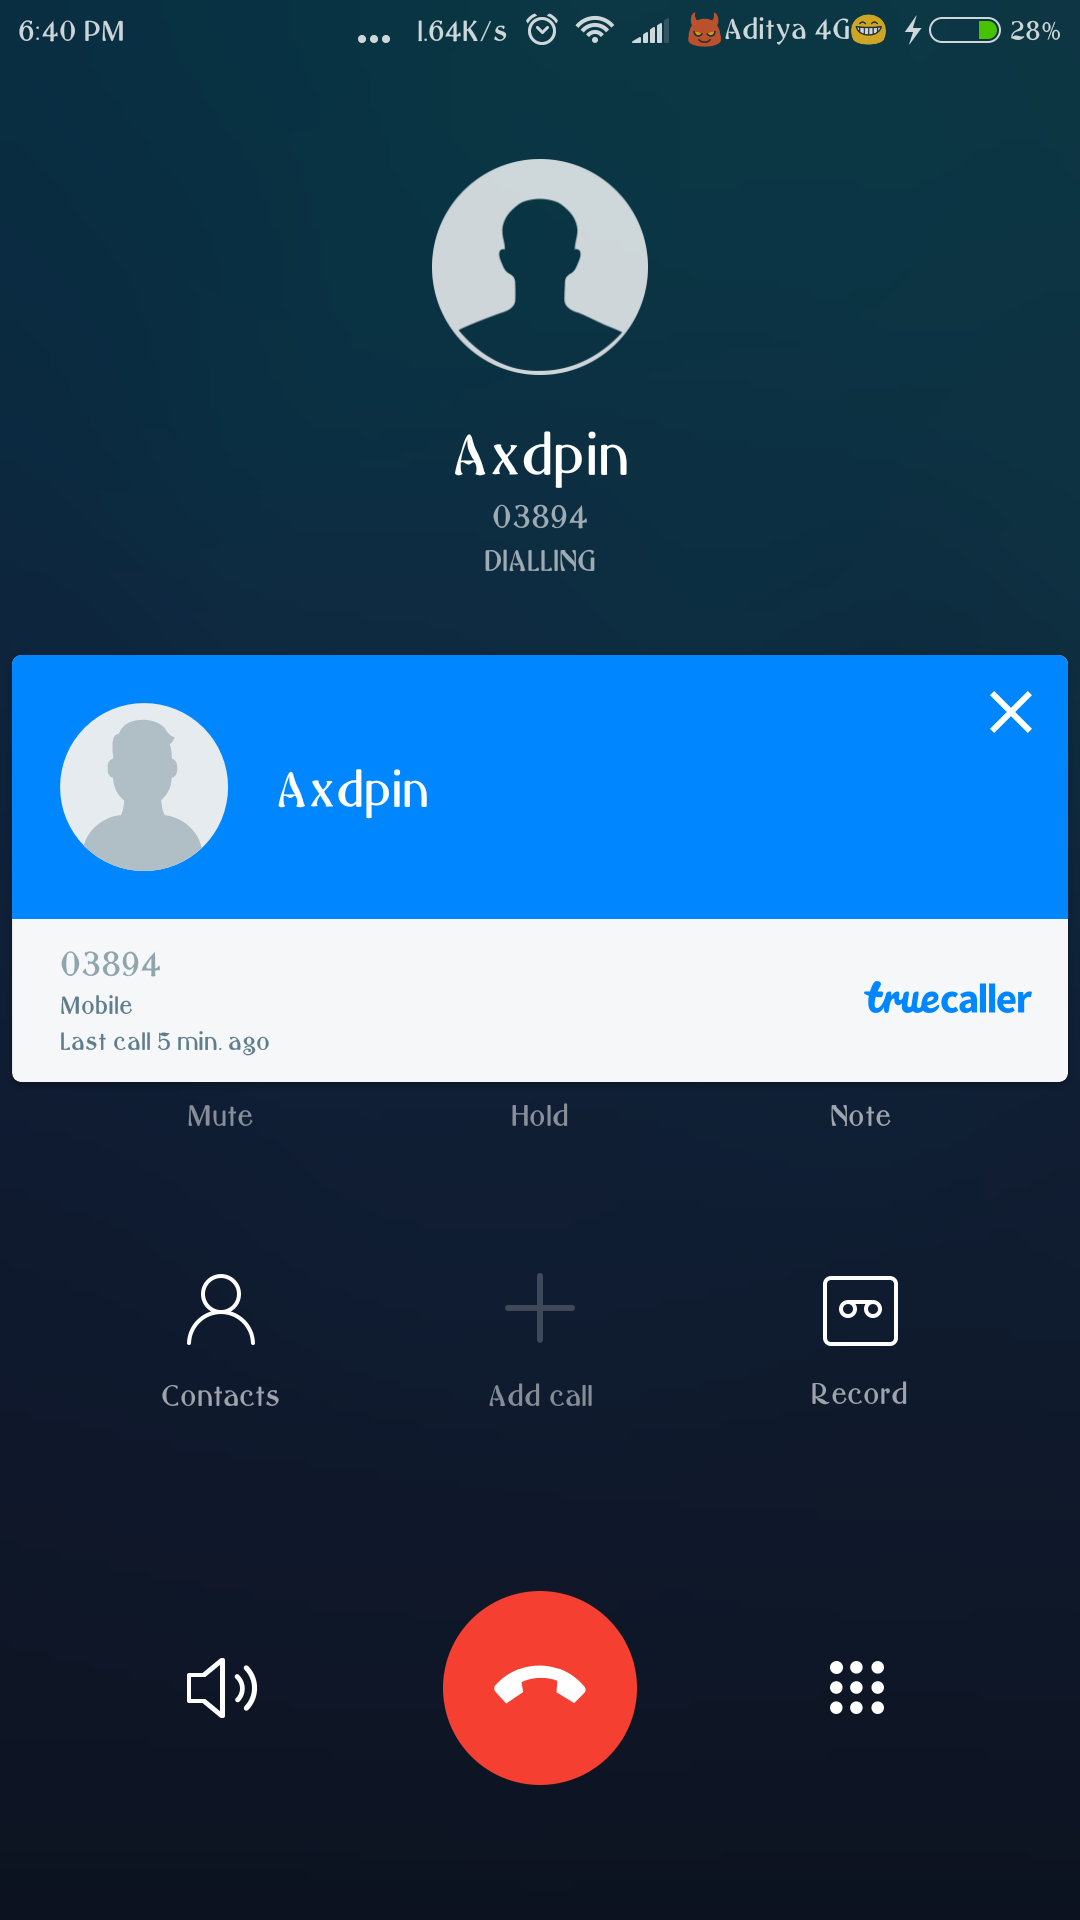 6:40 PM ... 1.64K/s Aditya 4G 28%
Axdpin
03894
DIALLING
Axdpin
03894
Mobile
Last call 5 min. ago
truecaller
Mute Hold Note
Contacts Add call Record